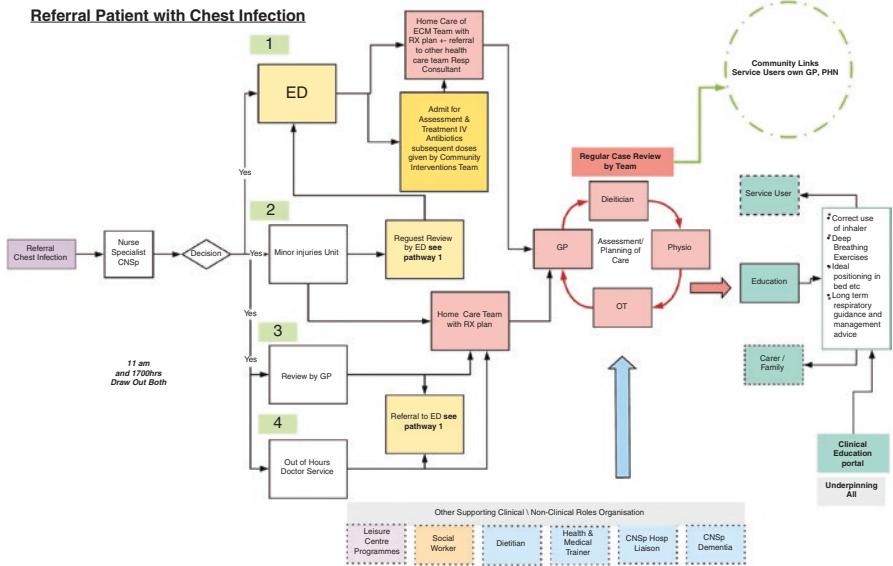 Referral Patient with Chest Infection
1
ED
Home Care of
ECM Team with
RX plan +- referral
to other health
care team Resp
Consultant
Admit for
Assessment &
Treatment IV
Antibiotics
subsequent doses
given by Community
Interventions Team
Community Links
Service Users own GP, PHN
Regular Case Review
by Team
Yes
2
Referral
Chest Infection
Nurse
Specialist
CNSp
Decision
Yes
Minor injuries Unit
Reguest Review
by ED see
pathway 1
Home Care Team
with RX plan
GP
Dieitician
Assessment/
Planning of
Care
Physio
OT
Education
Service User
Correct use
of inhaler
Deep
Breathing
Exercises
Ideal
positioning in
bed etc
Long term
respiratory
guidance and
management
advice
Carer /
Family
Yes
3
Yes
Review by GP
11 am
and 1700hrs
Draw Out Both
Referral to ED see
pathway 1
4
Out of Hours
Doctor Service
Clinical
Education
portal
Underpinning
All
Other Supporting Clinical \ Non-Clinical Roles Organisation
Leisure
Centre
Programmes
Social
Worker
Dietitian
Health &
Medical
Trainer
CNSp Hosp
Liaison
CNSp
Dementia